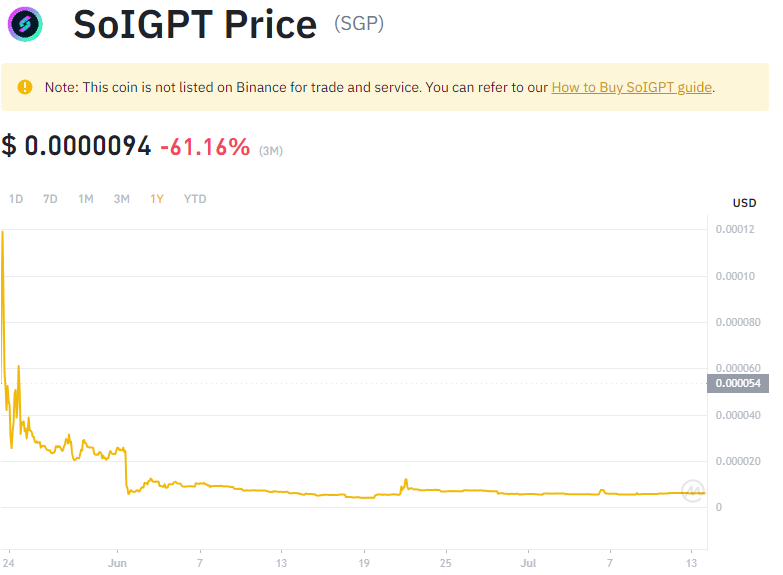 SoIGPT Price (SGP)
Note: This coin is not listed on Binance for trade and service. You can refer to our How to Buy SoIGPT guide.
$ 0.0000094 -61.16% (3M)
1D 7D 1M 3M 1Y YTD
USD
0.00012
0.00010
0.000080
0.000060
0.000054
0.000040
0.000020
0
24 Jun 7 13 19 25 Jul 7 13